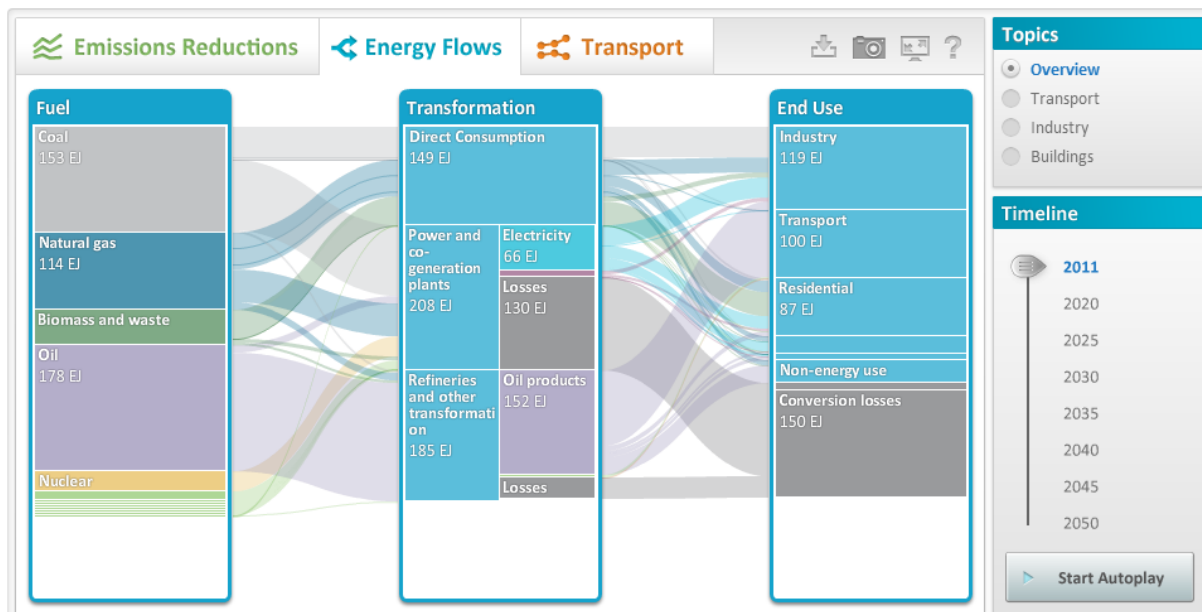 Emissions Reductions
Energy Flows
Transport
?
Fuel
Coal
153 EJ
Natural gas
114 EJ
Biomass and waste
Oil
178 EJ
Nuclear
Transformation
Direct Consumption
149 EJ
Power and
co-
generation
plants
208 EJ
Electricity
66 EJ
Losses
130 EJ
Refineries
and other
transformati
on
185 EJ
Oil products
152 EJ
Losses
End Use
Industry
119 EJ
Transport
100 EJ
Residential
87 EJ
Non-energy use
Conversion losses
150 EJ
Topics
Overview
Transport
Industry
Buildings
Timeline
2011
2020
2025
2030
2035
2040
2045
2050
Start Autoplay